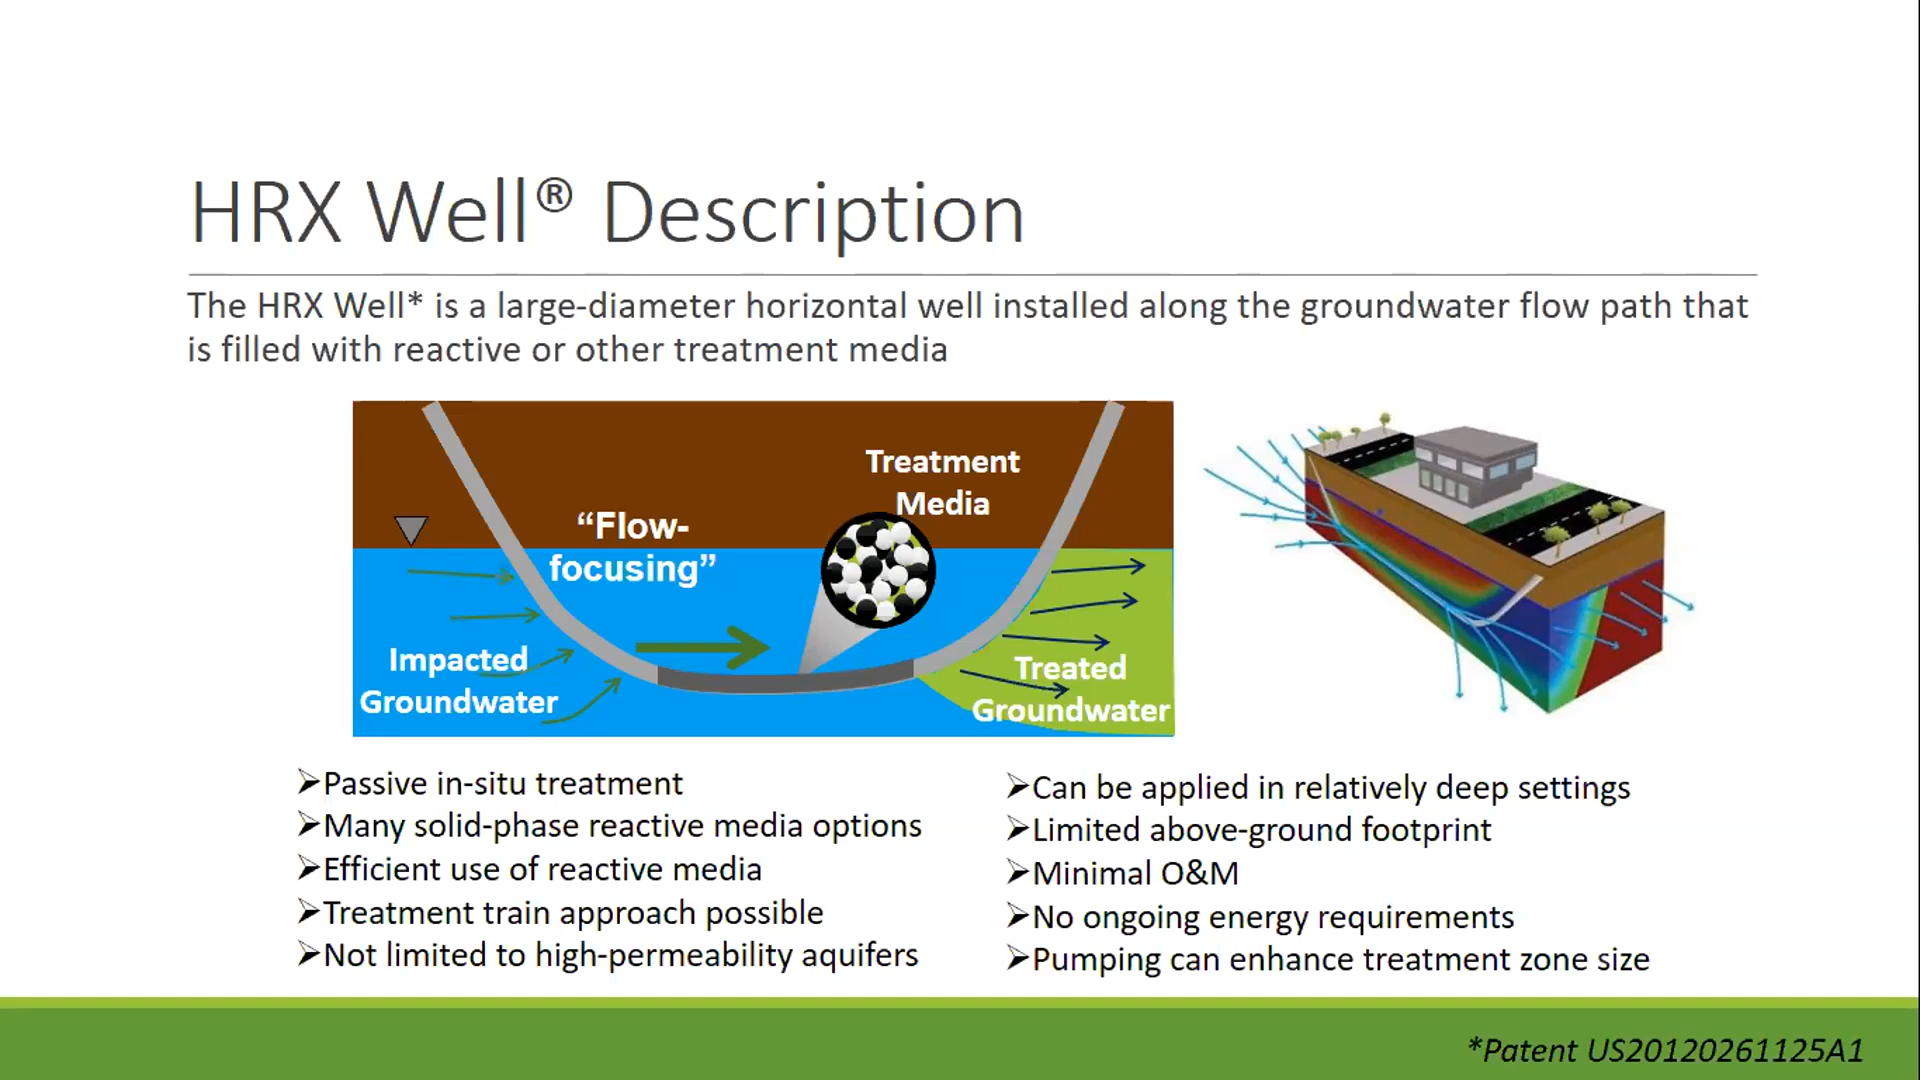 HRX Well® Description
The HRX Well* is a large-diameter horizontal well installed along the groundwater flow path that
is filled with reactive or other treatment media
Treatment
Media
“Flow-
focusing”
Impacted
Groundwater
Treated
Groundwater
➢Passive in-situ treatment
➢Many solid-phase reactive media options
➢Efficient use of reactive media
➢Treatment train approach possible
➢Not limited to high-permeability aquifers
➢Can be applied in relatively deep settings
➢Limited above-ground footprint
➢Minimal O&M
➢No ongoing energy requirements
➢Pumping can enhance treatment zone size
*Patent US20120261125A1